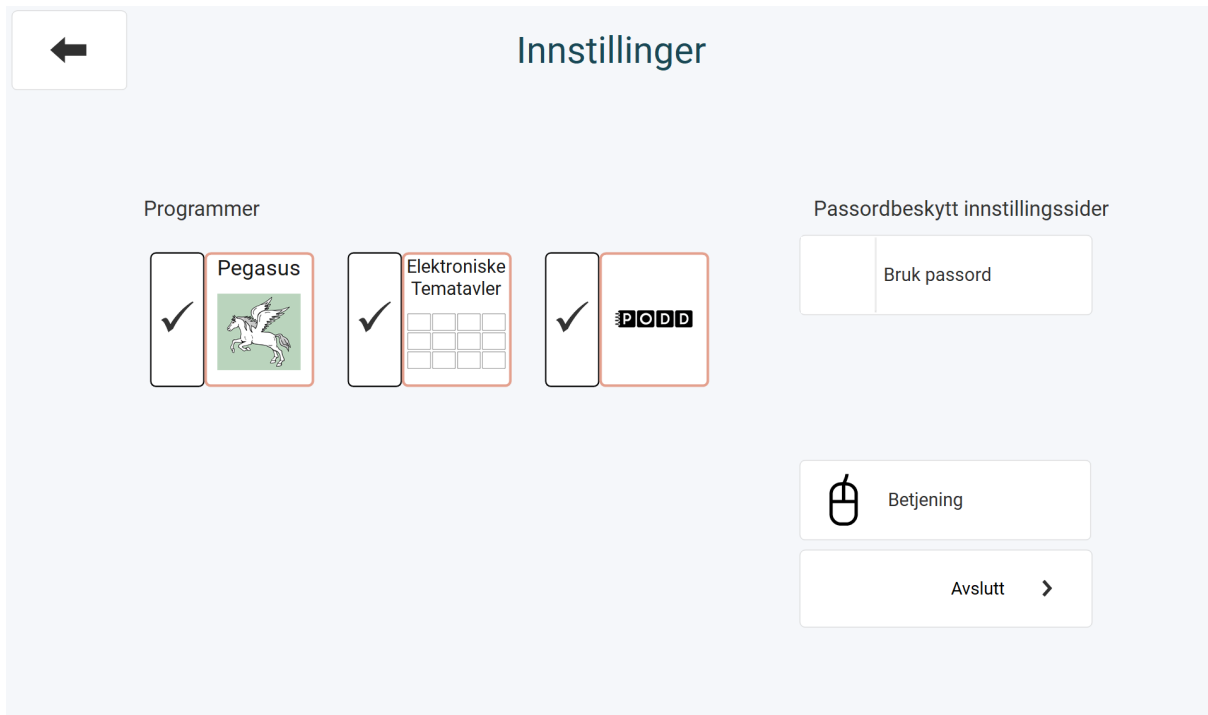 Innstillinger
Programmer
Passordbeskytt innstillingssider
Pegasus
Elektroniske
Tematavler
PODD
Bruk passord
Betjening
Avslutt